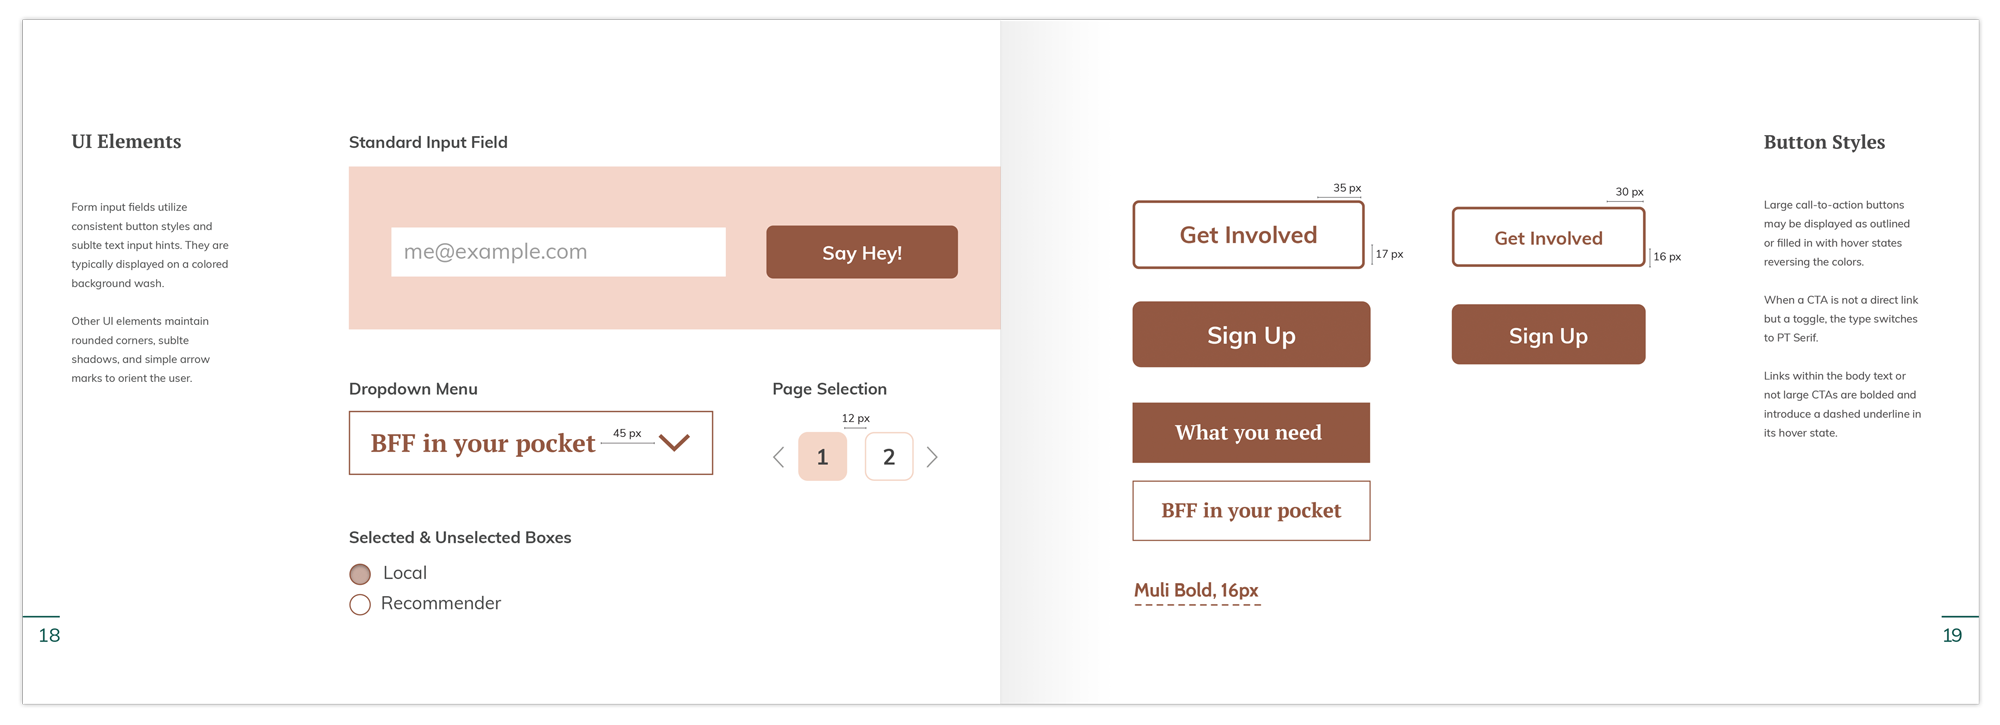 UI Elements
Form input fields utilize
consistent button styles and
sublte text input hints. They are
typically displayed on a colored
background wash.
Other UI elements maintain
rounded corners, sublte
shadows, and simple arrow
marks to orient the user.
18
Standard Input Field
me@example.com
Say Hey!
Dropdown Menu
BFF in your pocket
45 px
Page Selection
12 px
1
2
Selected & Unselected Boxes
Local
Recommender
35 px
Get Involved
17 px
30 px
Get Involved
16 px
Sign Up
Sign Up
What you need
BFF in your pocket
Muli Bold, 16px
Button Styles
Large call-to-action buttons
may be displayed as outlined
or filled in with hover states
reversing the colors.
When a CTA is not a direct link
but a toggle, the type switches
to PT Serif.
Links within the body text or
not large CTAs are bolded and
introduce a dashed underline in
its hover state.
19